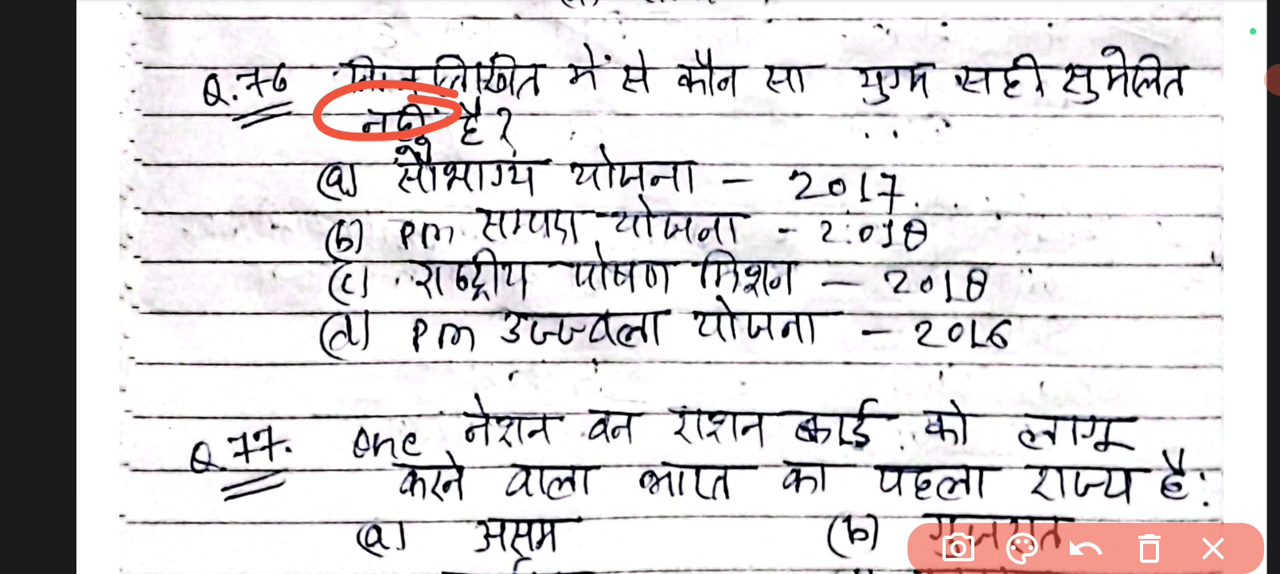 Q.76 निम्नलिखित में से कौन सा युग्म सही सुमेलित
नहीं है?
(a) सौभाग्य योजना – 2017
(b) pm सम्पदा योजना - 2018
(c) राष्ट्रीय पोषण मिशन – 2018
(d) pm उज्ज्वला योजना – 2016
Q.77. one नेशन वन राशन कार्ड को लागू
करने वाला भारत का पहला राज्य है:
(a) असम (b) गुजरात